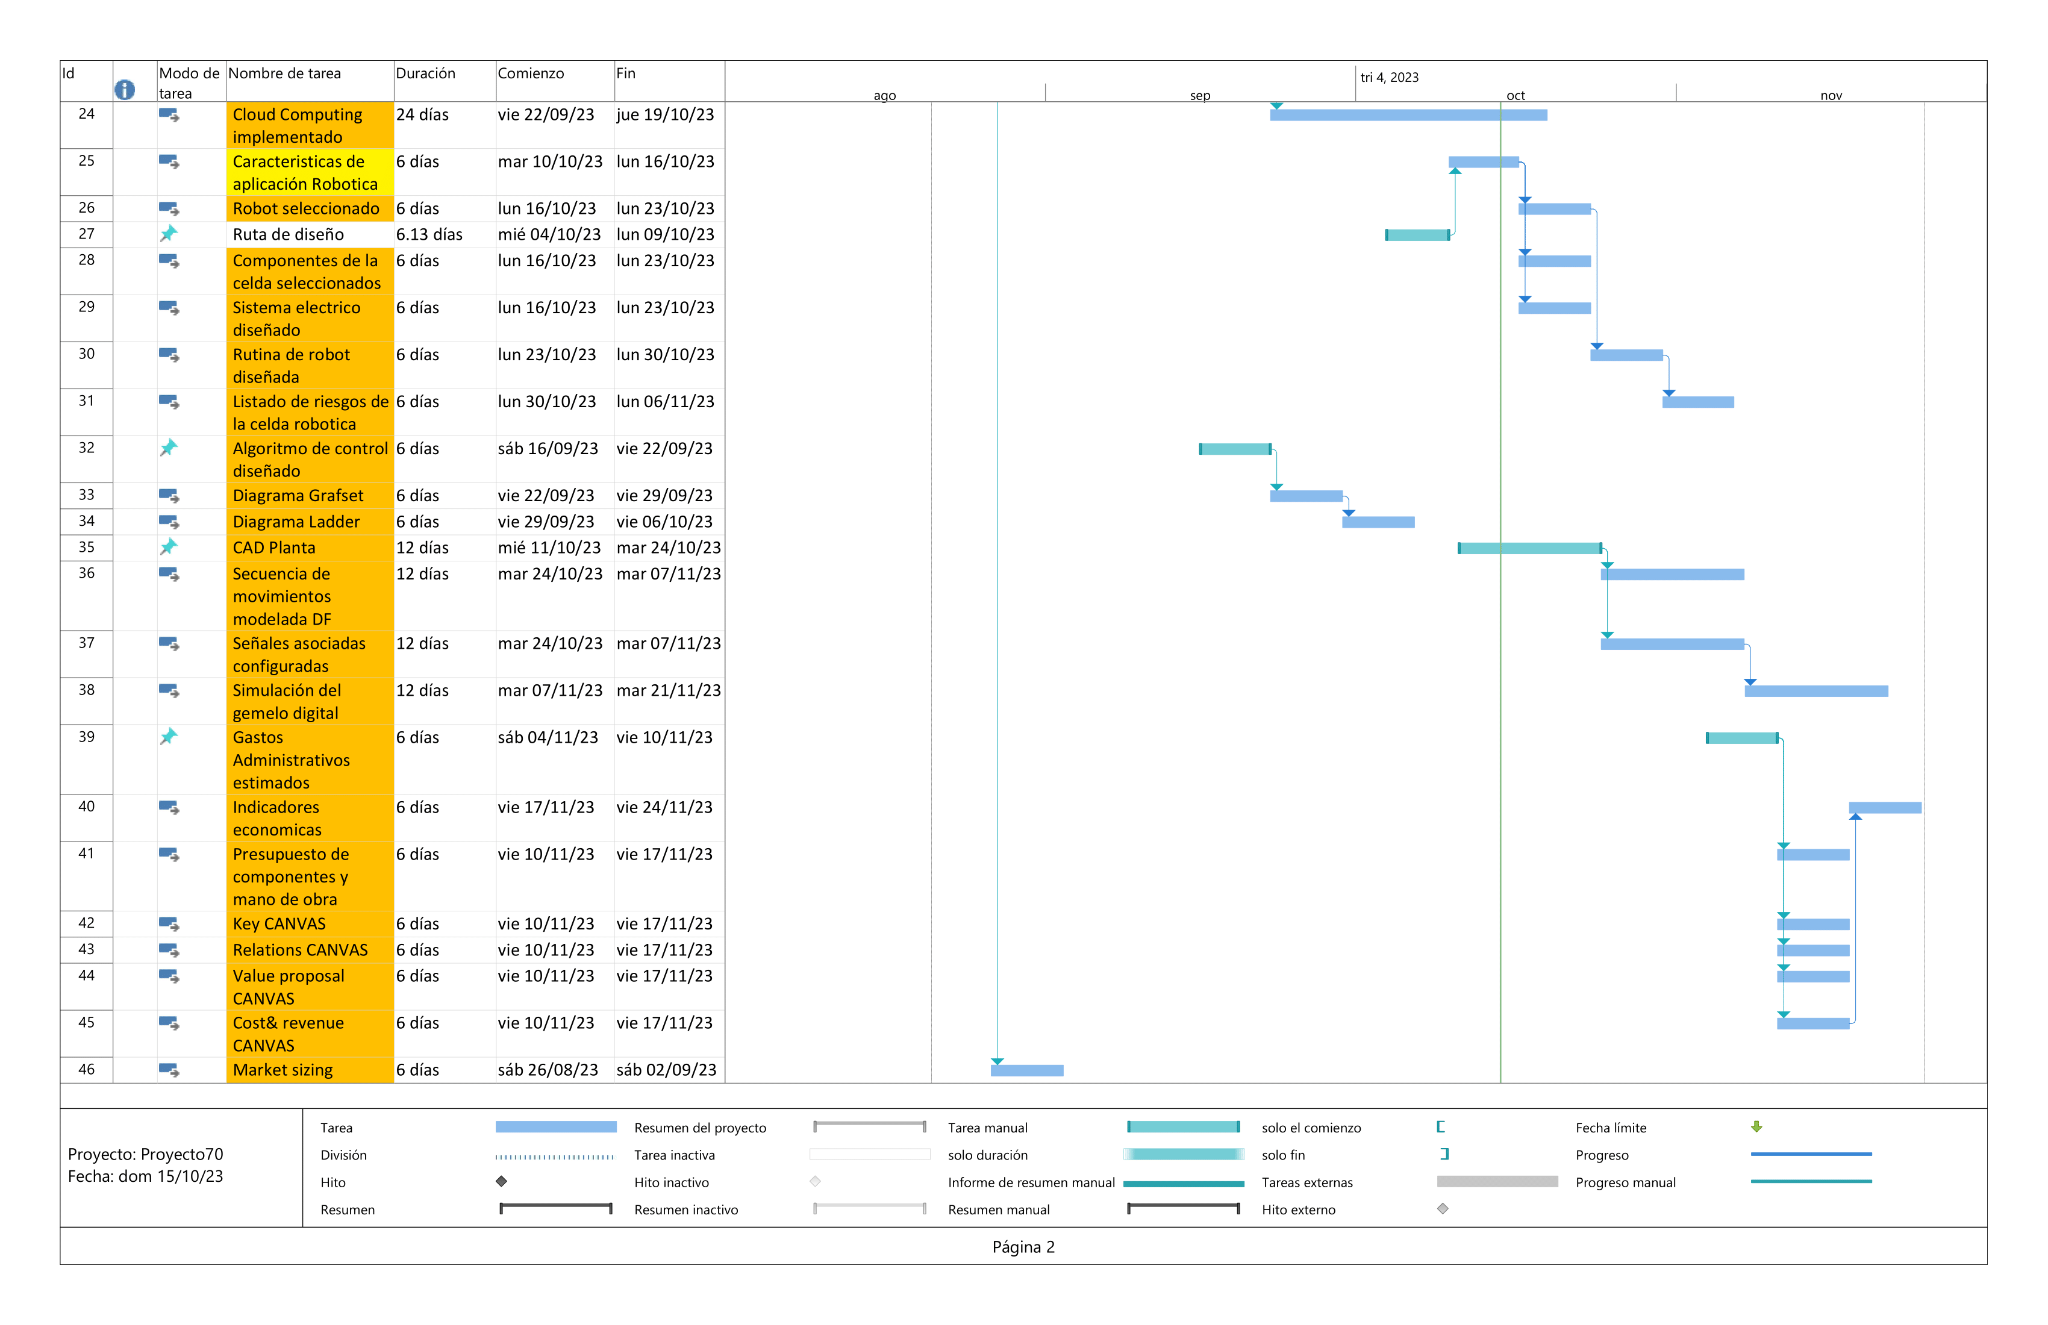 Id
Modo de
tarea
Nombre de tarea
Duración
Comienzo
Fin
tri 4, 2023
ago
sep
oct
nov
24
Cloud Computing
implementado
24 días
vie 22/09/23
jue 19/10/23
25
Caracteristicas de
aplicación Robotica
6 días
mar 10/10/23
lun 16/10/23
26
Robot seleccionado
6 días
lun 16/10/23
lun 23/10/23
27
Ruta de diseño
6.13 días
mié 04/10/23
lun 09/10/23
28
Componentes de la
celda seleccionados
6 días
lun 16/10/23
lun 23/10/23
29
Sistema electrico
diseñado
6 días
lun 16/10/23
lun 23/10/23
30
Rutina de robot
diseñada
6 días
lun 23/10/23
lun 30/10/23
31
Listado de riesgos de
la celda robotica
6 días
lun 30/10/23
lun 06/11/23
32
Algoritmo de control
diseñado
6 días
sáb 16/09/23
vie 22/09/23
33
Diagrama Grafset
6 días
vie 22/09/23
vie 29/09/23
34
Diagrama Ladder
6 días
vie 29/09/23
vie 06/10/23
35
CAD Planta
12 días
mié 11/10/23
mar 24/10/23
36
Secuencia de
movimientos
modelada DF
12 días
mar 24/10/23
mar 07/11/23
37
Señales asociadas
configuradas
12 días
mar 24/10/23
mar 07/11/23
38
Simulación del
gemelo digital
12 días
mar 07/11/23
mar 21/11/23
39
Gastos
Administrativos
estimados
6 días
sáb 04/11/23
vie 10/11/23
40
Indicadores
economicas
6 días
vie 17/11/23
vie 24/11/23
41
Presupuesto de
componentes y
mano de obra
6 días
vie 10/11/23
vie 17/11/23
42
Key CANVAS
6 días
vie 10/11/23
vie 17/11/23
43
Relations CANVAS
6 días
vie 10/11/23
vie 17/11/23
44
Value proposal
CANVAS
6 días
vie 10/11/23
vie 17/11/23
45
Cost& revenue
CANVAS
6 días
vie 10/11/23
vie 17/11/23
46
Market sizing
6 días
sáb 26/08/23
sáb 02/09/23
Proyecto: Proyecto70
Fecha: dom 15/10/23
Tarea
División
Hito
Resumen
Resumen del proyecto
Tarea inactiva
Hito inactivo
Resumen inactivo
Tarea manual
solo duración
Informe de resumen manual
Resumen manual
solo el comienzo
solo fin
Tareas externas
Hito externo
Fecha límite
Progreso
Progreso manual
Página 2